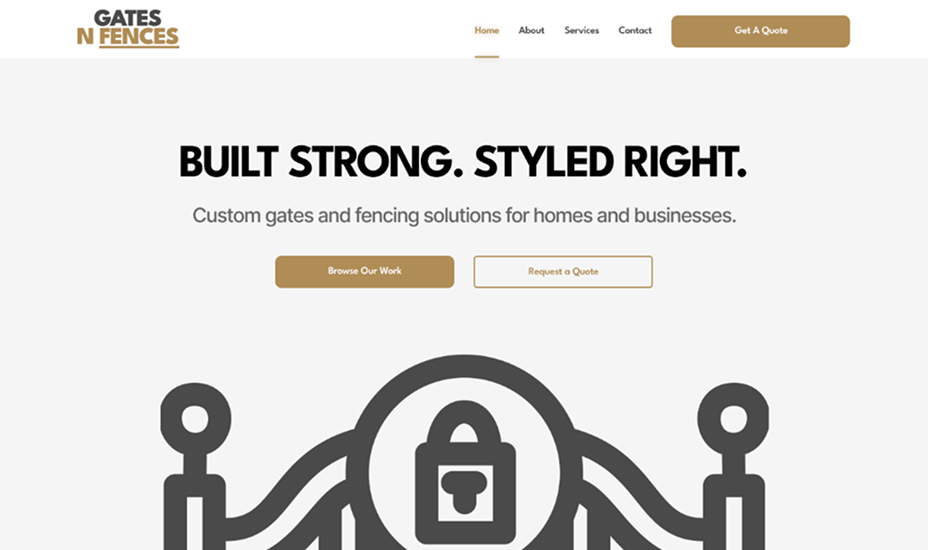 GATES
N FENCES
Home About Services Contact Get A Quote
BUILT STRONG. STYLED RIGHT.
Custom gates and fencing solutions for homes and businesses.
Browse Our Work Request a Quote